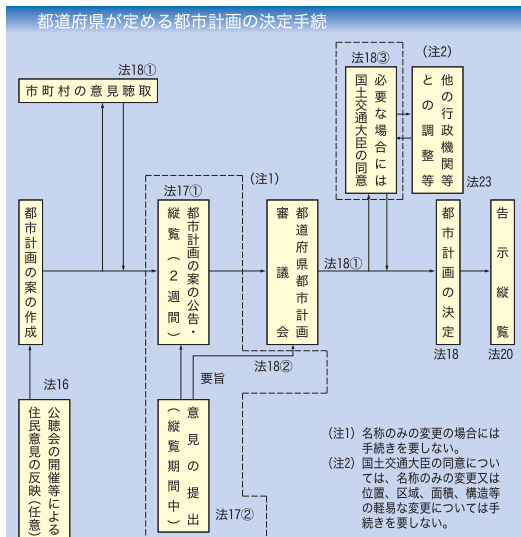 都道府県が定める都市計画の決定手続
法18①
市町村の意見聴取
法18③
必要な場合には
国土交通大臣の同意
(注2)
他の行政機関等
との調整等
法23
(注1)
法17①
都市計画の案の作成
都市計画の案の公告・
縦覧(2週間)
都道府県都市計画
審議会
法18①
都市計画の決定
法18
告示縦覧
法20
法18②
要旨
法16
公聴会の開催等による
住民意見の反映(任意)
意見の提出
(縦覧期間中)
法17②
(注1) 名称のみの変更の場合には
手続きを要しない。
(注2) 国土交通大臣の同意につい
ては、名称のみの変更又は
位置、区域、面積、構造等
の軽易な変更については手
続きを要しない。